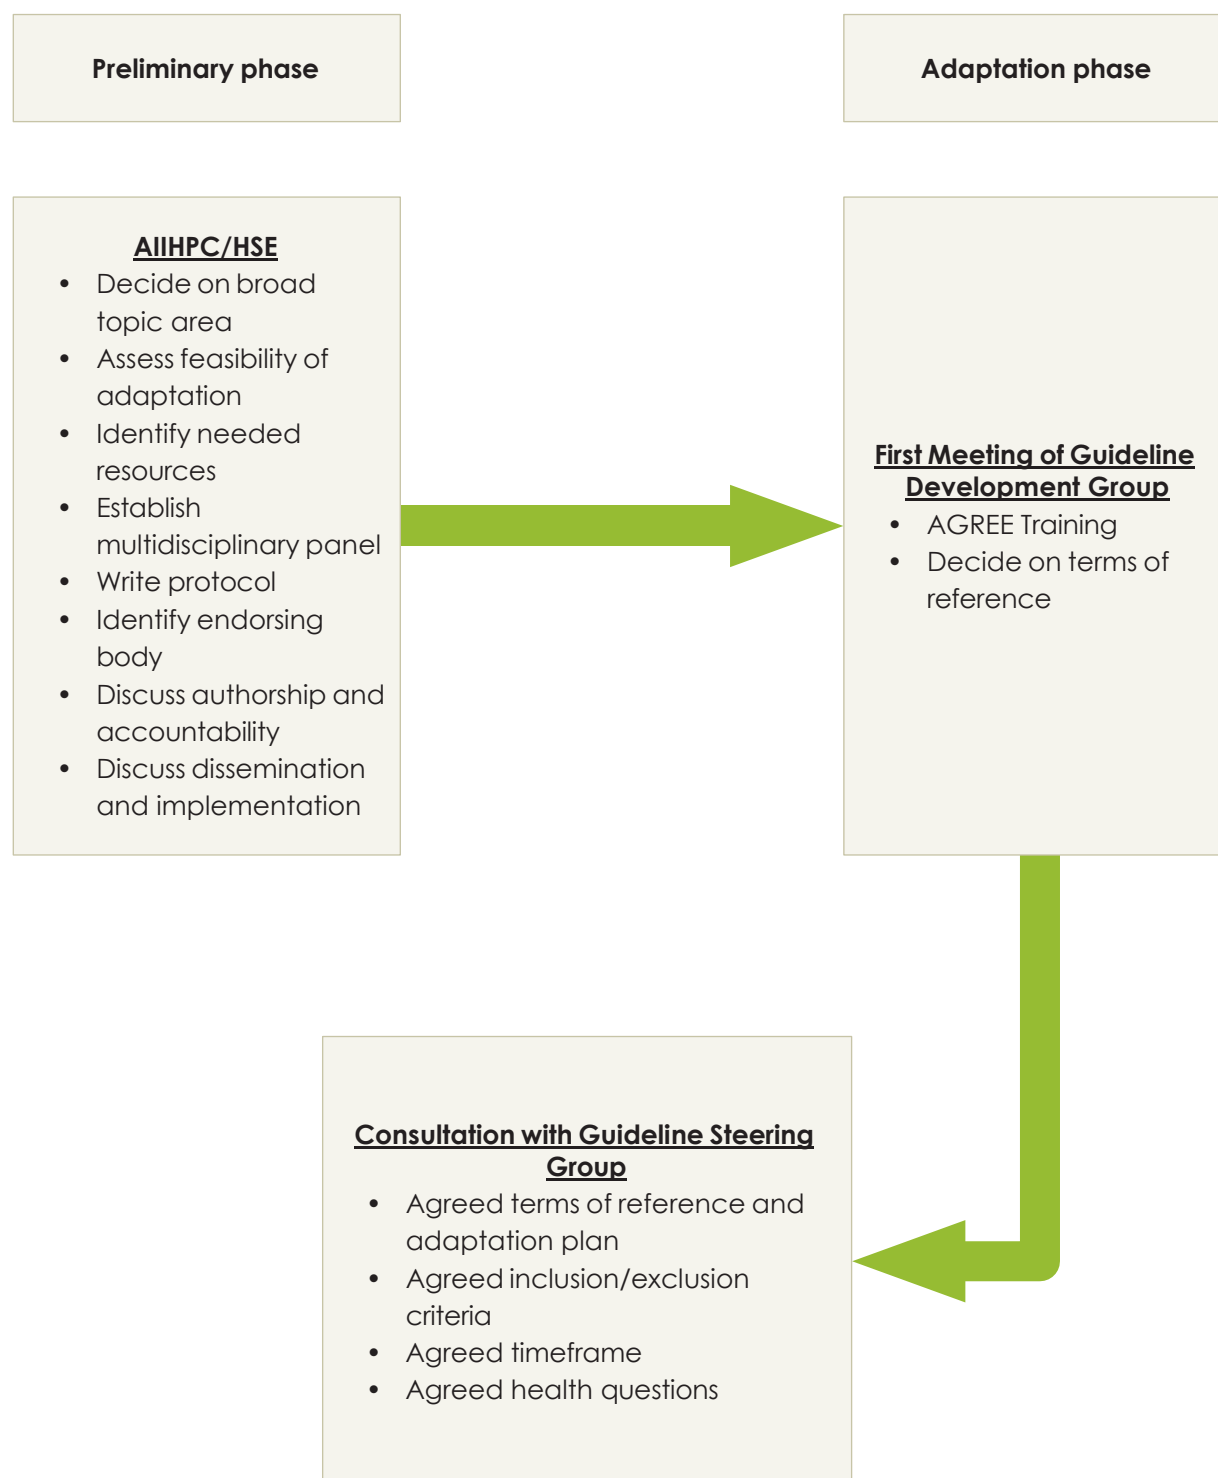 Preliminary phase
Adaptation phase
AIIHPC/HSE
• Decide on broad
topic area
• Assess feasibility of
adaptation
• Identify needed
resources
• Establish
multidisciplinary panel
• Write protocol
• Identify endorsing
body
• Discuss authorship and
accountability
• Discuss dissemination
and implementation
First Meeting of Guideline
Development Group
• AGREE Training
• Decide on terms of
reference
Consultation with Guideline Steering
Group
• Agreed terms of reference and
adaptation plan
• Agreed inclusion/exclusion
criteria
• Agreed timeframe
• Agreed health questions